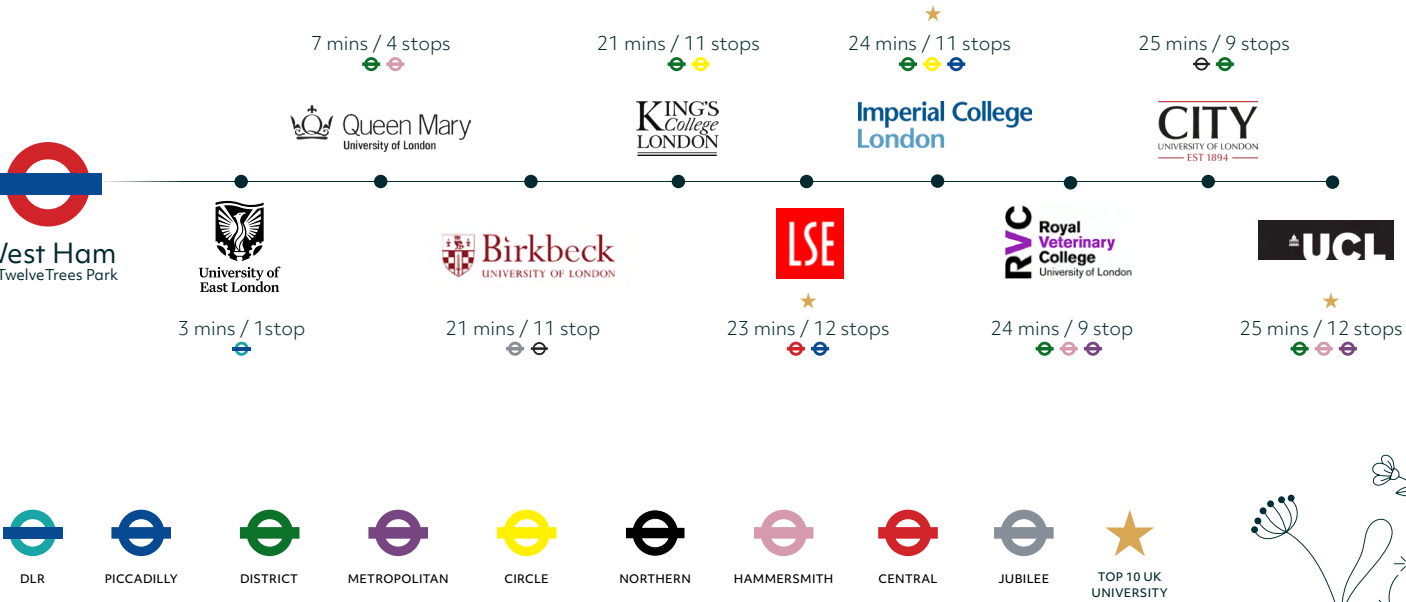 7 mins / 4 stops
21 mins / 11 stops
24 mins / 11 stops
25 mins / 9 stops
Queen Mary
University of London
KING'S
College
LONDON
Imperial College
London
CITY
UNIVERSITY OF LONDON
EST 1894
West Ham
TwelveTrees Park
University of
East London
Birkbeck
UNIVERSITY OF LONDON
LSE
RVC
Royal
Veterinary
College
University of London
UCL
3 mins / 1stop
21 mins / 11 stop
23 mins / 12 stops
24 mins / 9 stop
25 mins / 12 stops
DLR
PICCADILLY
DISTRICT
METROPOLITAN
CIRCLE
NORTHERN
HAMMERSMITH
CENTRAL
JUBILEE
TOP 10 UK
UNIVERSITY